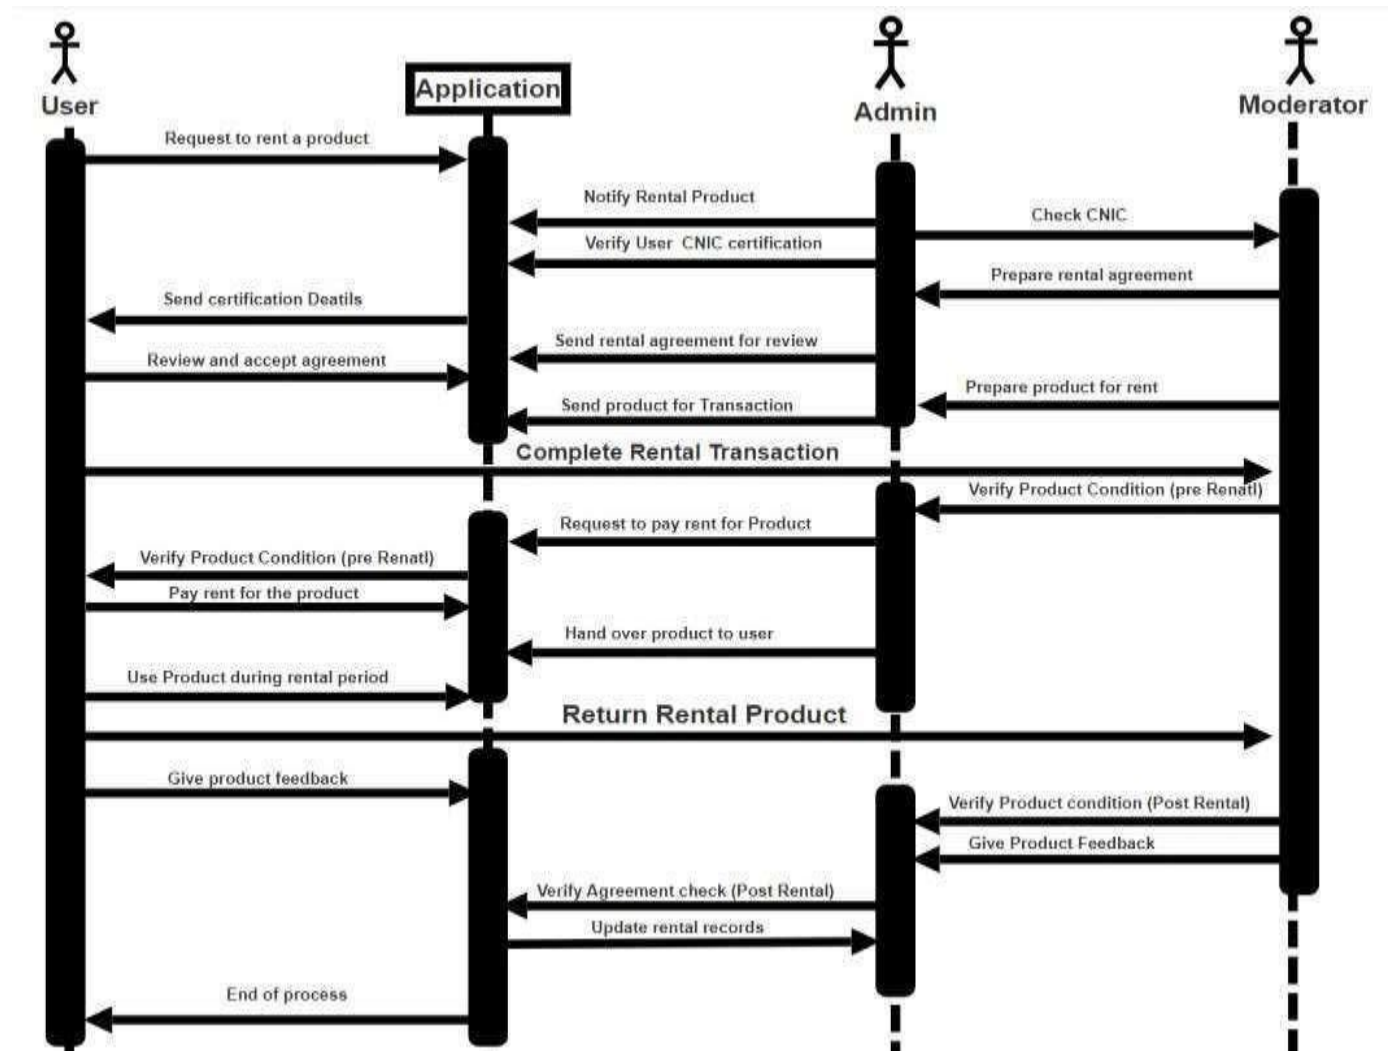 User
Application
Admin
Moderator
Request to rent a product
Notify Rental Product
Check CNIC
Verify User CNIC certification
Prepare rental agreement
Send certification Deatils
Send rental agreement for review
Review and accept agreement
Prepare product for rent
Send product for Transaction
Complete Rental Transaction
Verify Product Condition (pre Renatl)
Request to pay rent for Product
Verify Product Condition (pre Renatl)
Pay rent for the product
Hand over product to user
Use Product during rental period
Return Rental Product
Give product feedback
Verify Product condition (Post Rental)
Give Product Feedback
Verify Agreement check (Post Rental)
Update rental records
End of process